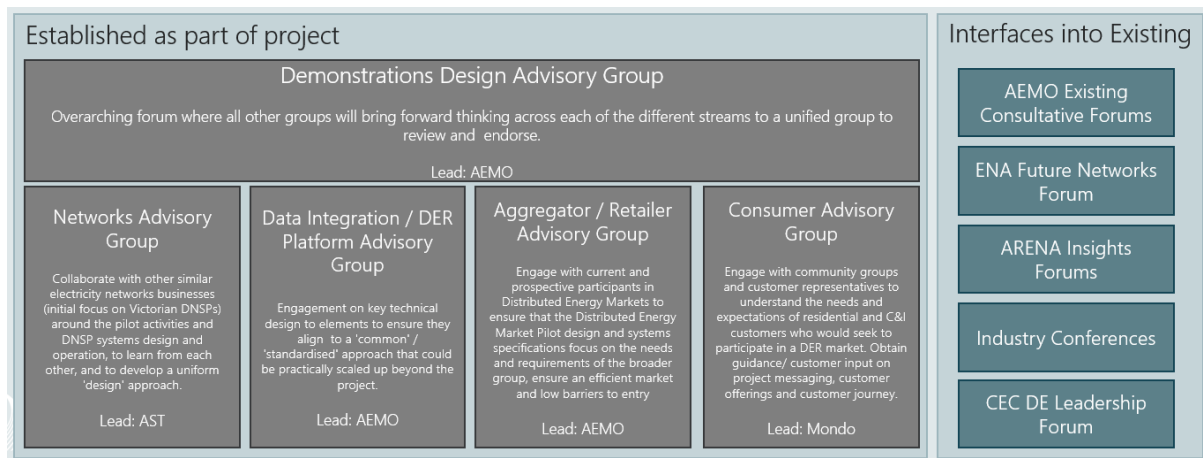 Established as part of project
Demonstrations Design Advisory Group
Overarching forum where all other groups will bring forward thinking across each of the different streams to a unified group to
review and endorse.
Lead: AEMO
Networks Advisory
Group
Collaborate with other similar
electricity networks businesses
(initial focus on Victorian DNSPs)
around the pilot activities and
DNSP systems design and
operation, to learn from each
other, and to develop a uniform
'design' approach.
Lead: AST
Data Integration / DER
Platform Advisory
Group
Engagement on key technical
design to elements to ensure they
align to a 'common' /
'standardised' approach that could
be practically scaled up beyond the
project.
Lead: AEMO
Aggregator / Retailer
Advisory Group
Engage with current and
prospective participants in
Distributed Energy Markets to
ensure that the Distributed Energy
Market Pilot design and systems
specifications focus on the needs
and requirements of the broader
group, ensure an efficient market
and low barriers to entry
Lead: AEMO
Consumer Advisory
Group
Engage with community groups
and customer representatives to
understand the needs and
expectations of residential and C&I
customers who would seek to
participate in a DER market. Obtain
guidance/ customer input on
project messaging, customer
offerings and customer journey.
Lead: Mondo
Interfaces into Existing
AEMO Existing
Consultative Forums
ENA Future Networks
Forum
ARENA Insights
Forums
Industry Conferences
CEC DE Leadership
Forum